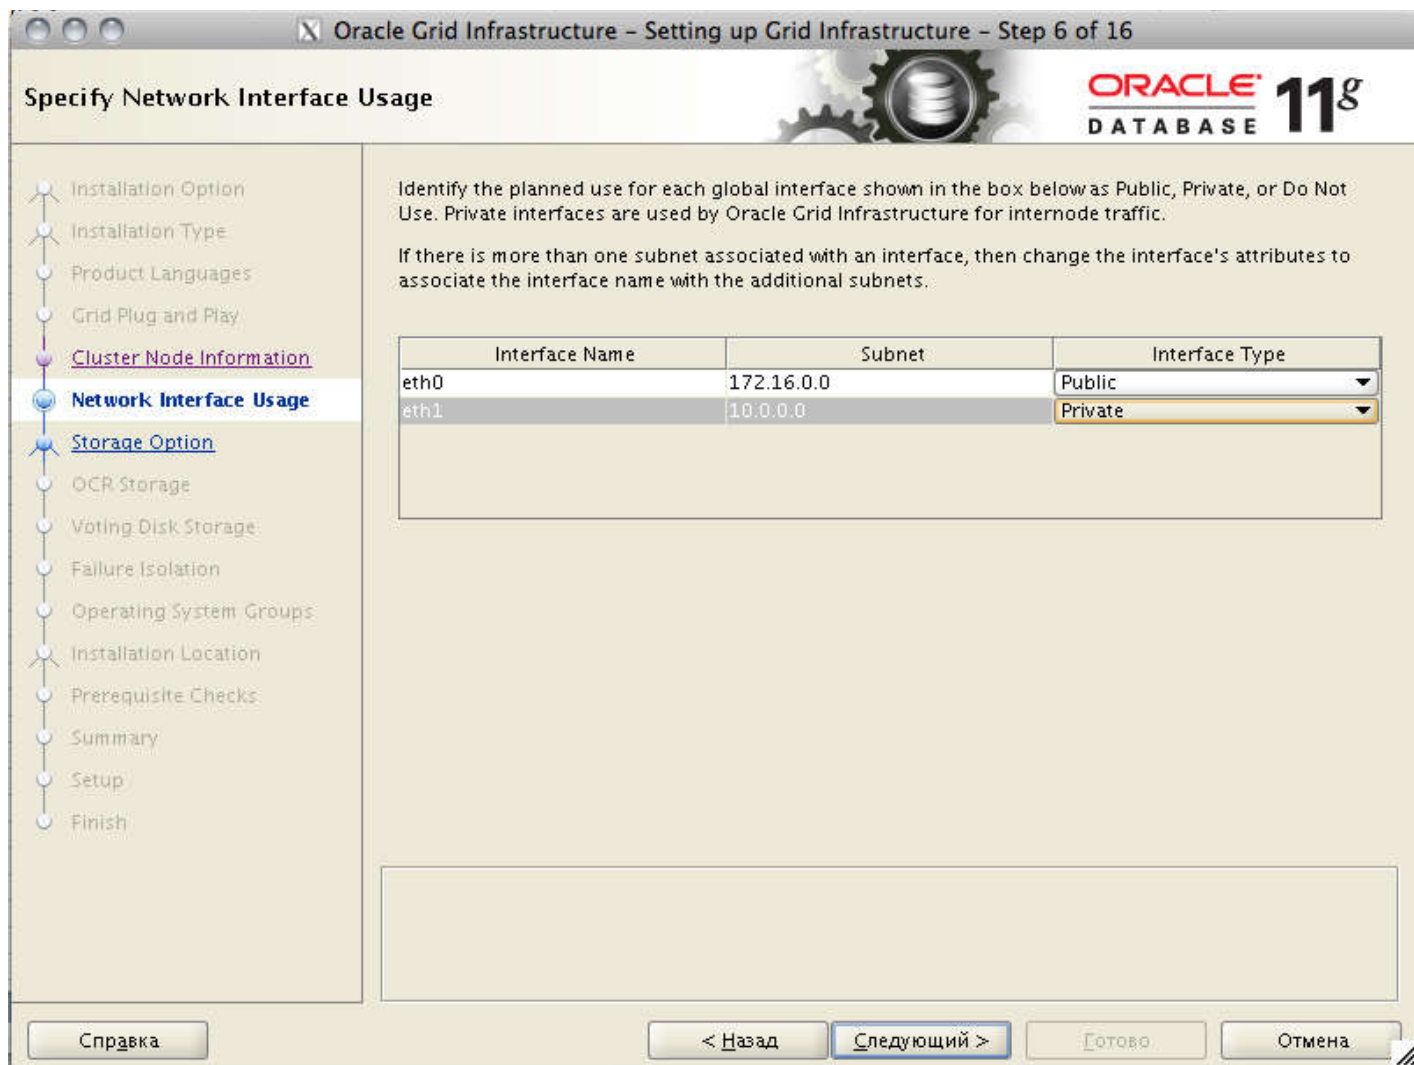 Oracle Grid Infrastructure - Setting up Grid Infrastructure - Step 6 of 16
Specify Network Interface Usage
ORACLE DATABASE 11g
Installation Option
Installation Type
Product Languages
Grid Plug and Play
Cluster Node Information
Network Interface Usage
Storage Option
OCR Storage
Voting Disk Storage
Failure Isolation
Operating System Groups
Installation Location
Prerequisite Checks
Summary
Setup
Finish
Identify the planned use for each global interface shown in the box below as Public, Private, or Do Not
Use. Private interfaces are used by Oracle Grid Infrastructure for internode traffic.
If there is more than one subnet associated with an interface, then change the interface's attributes to
associate the interface name with the additional subnets.
Interface Name Subnet Interface Type
eth0 172.16.0.0 Public
eth1 10.0.0.0 Private
Справка < Назад Следующий > Готово Отмена